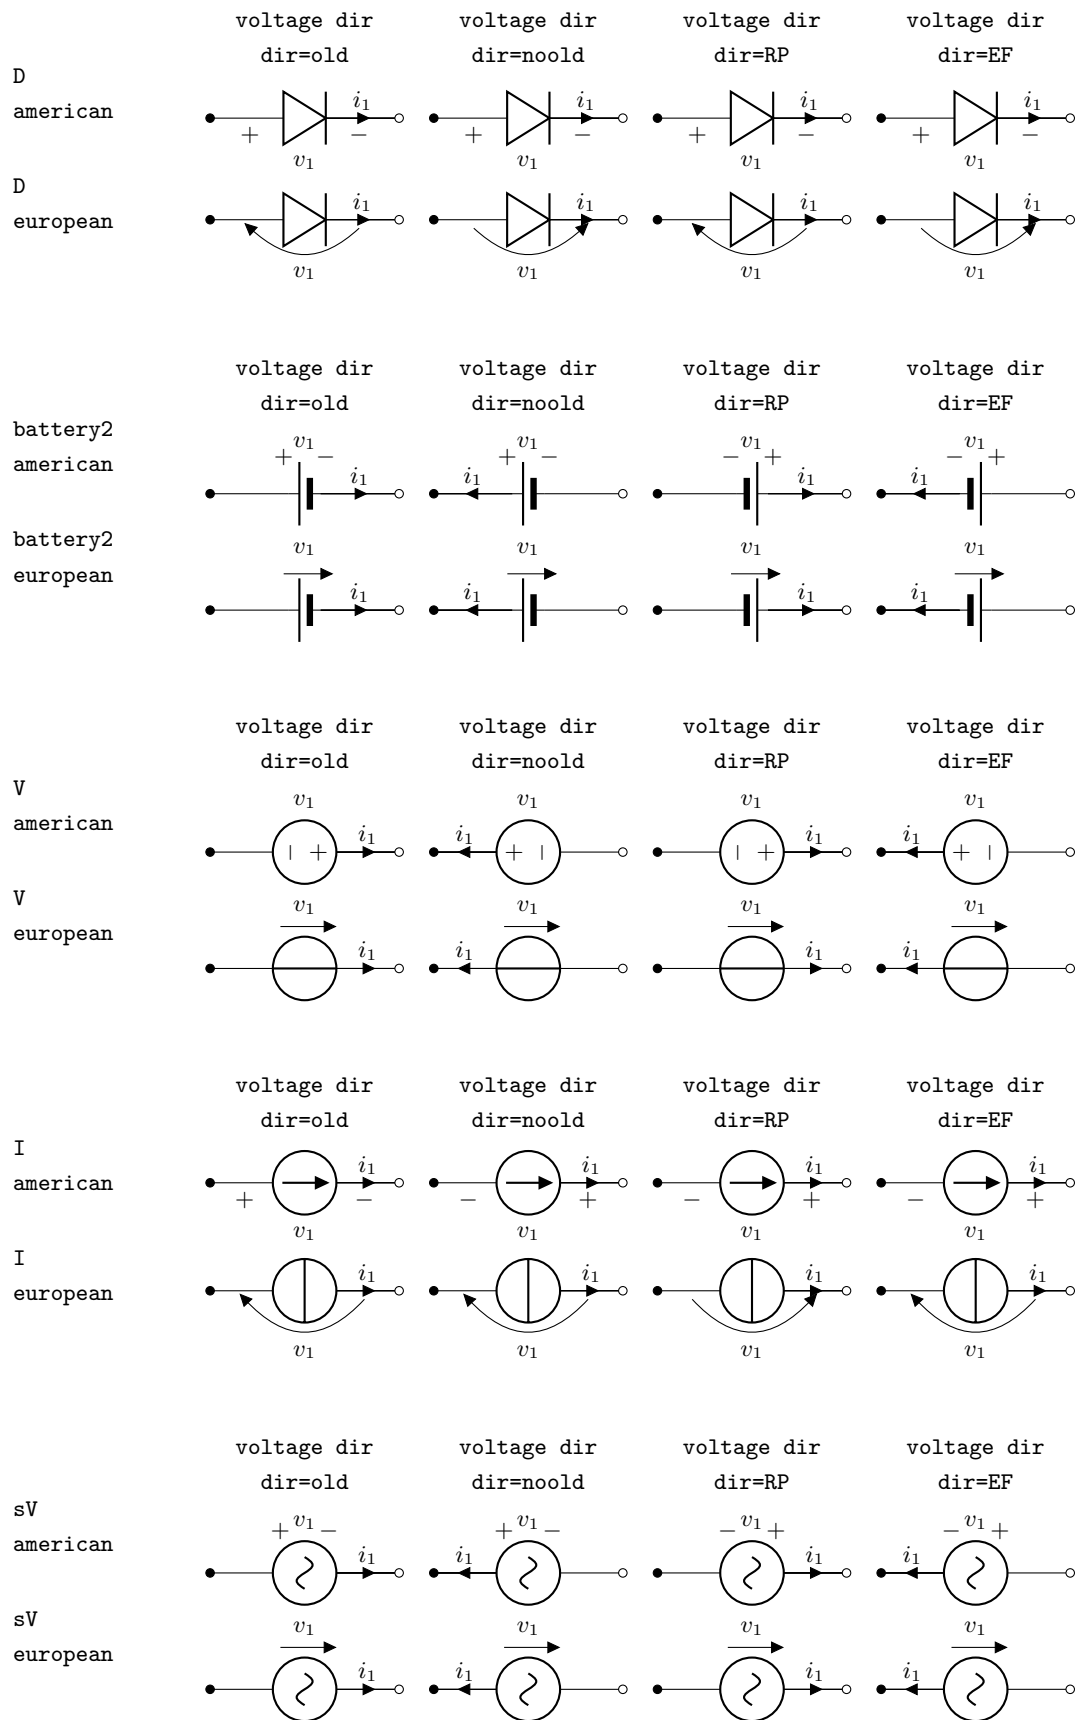 voltage dir voltage dir voltage dir voltage dir
dir=old dir=noold dir=RP dir=EF
D
american
i₁ i₁ i₁ i₁
+ − + − + − + −
v₁ v₁ v₁ v₁
D
european
i₁ i₁ i₁ i₁
v₁ v₁ v₁ v₁
voltage dir voltage dir voltage dir voltage dir
dir=old dir=noold dir=RP dir=EF
battery2
american
+ v₁ − + v₁ − − v₁ + − v₁ +
i₁ i₁ i₁ i₁
battery2
european
v₁ v₁ v₁ v₁
i₁ i₁ i₁ i₁
voltage dir voltage dir voltage dir voltage dir
dir=old dir=noold dir=RP dir=EF
V
american
v₁ v₁ v₁ v₁
i₁ i₁ i₁ i₁
− + + − − + + −
V
european
v₁ v₁ v₁ v₁
i₁ i₁ i₁ i₁
voltage dir voltage dir voltage dir voltage dir
dir=old dir=noold dir=RP dir=EF
I
american
i₁ i₁ i₁ i₁
+ − − + − + − +
v₁ v₁ v₁ v₁
I
european
i₁ i₁ i₁ i₁
v₁ v₁ v₁ v₁
voltage dir voltage dir voltage dir voltage dir
dir=old dir=noold dir=RP dir=EF
sV
american
+ v₁ − + v₁ − − v₁ + − v₁ +
i₁ i₁ i₁ i₁
sV
european
v₁ v₁ v₁ v₁
i₁ i₁ i₁ i₁